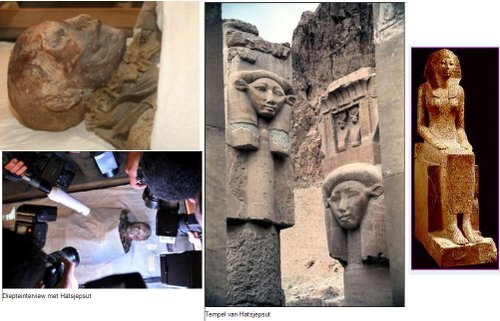 Diepteinterview met Hatsjepsut
Tempel van Hatsjepsut